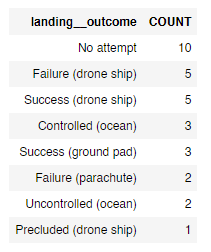 landing__outcome COUNT
No attempt 10
Failure (drone ship) 5
Success (drone ship) 5
Controlled (ocean) 3
Success (ground pad) 3
Failure (parachute) 2
Uncontrolled (ocean) 2
Precluded (drone ship) 1